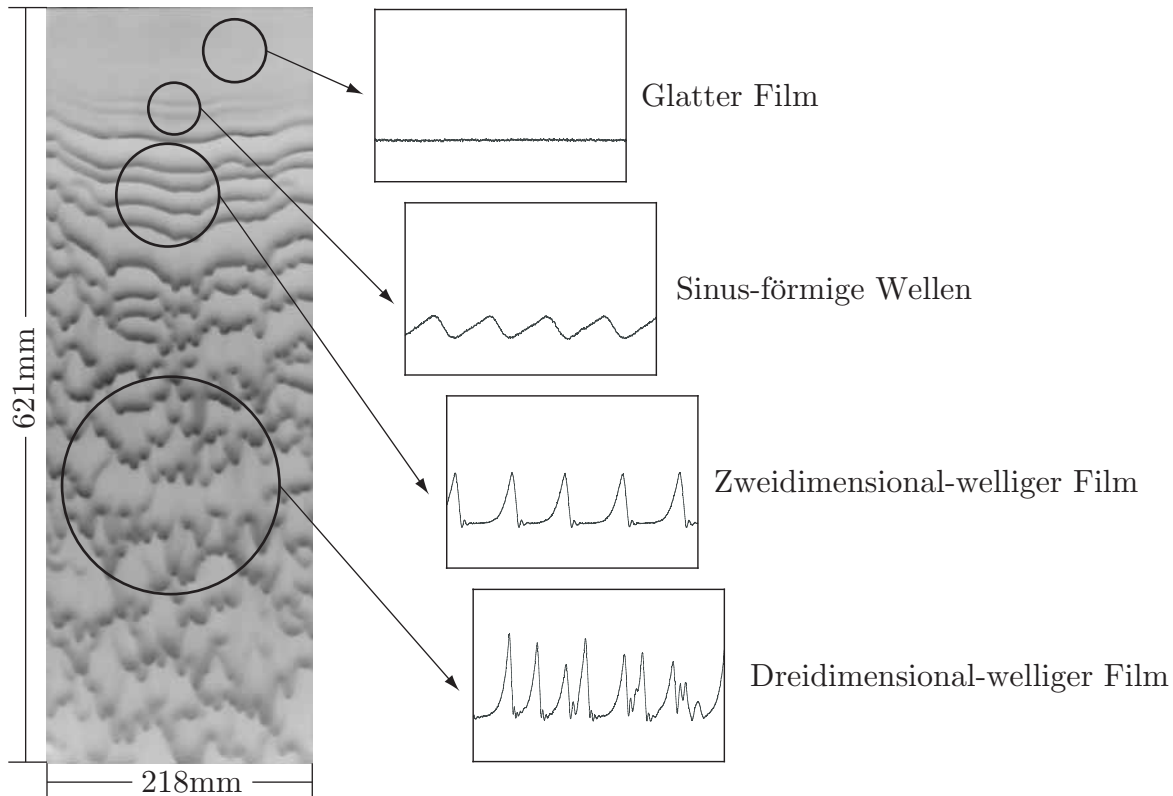 Glatter Film
Sinus-förmige Wellen
Zweidimensional-welliger Film
Dreidimensional-welliger Film
621mm
218mm